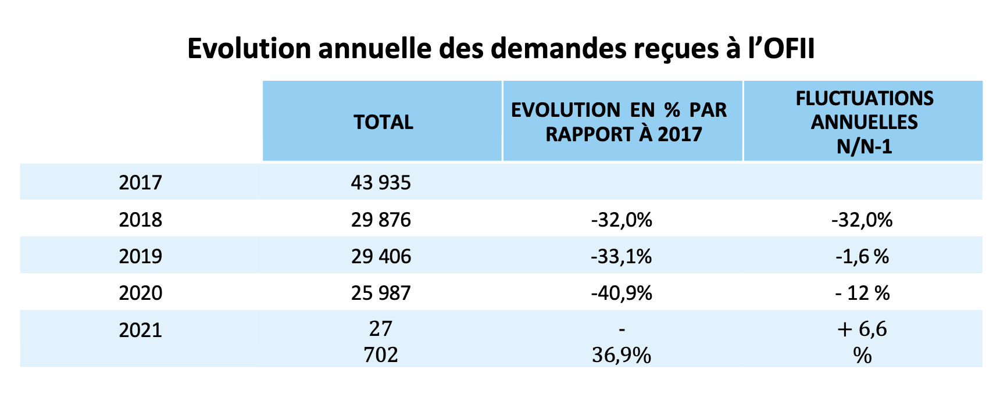 Evolution annuelle des demandes reçues à l’OFII
TOTAL
EVOLUTION EN % PAR
RAPPORT À 2017
FLUCTUATIONS
ANNUELLES
N/N-1
2017 43 935
2018 29 876 -32,0% -32,0%
2019 29 406 -33,1% -1,6 %
2020 25 987 -40,9% - 12 %
2021 27 - + 6,6
702 36,9% %